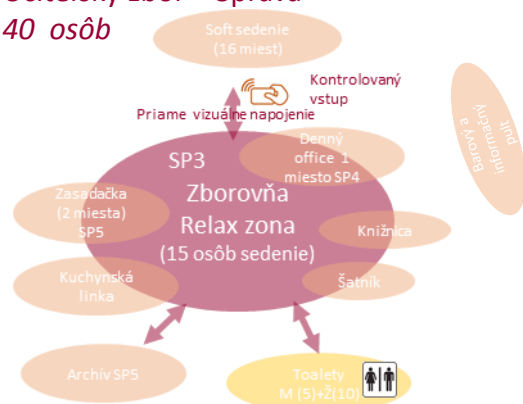 40 osôb
Soft sedenie
(16 miest)
Kontrolovaný
vstup
Priame vizuálne napojenie
Barový a
informačný
pult
SP3
Denný
office 1
miesto SP4
Zborovňa
Relax zona
(15 osôb sedenie)
Zasadačka
(2 miesta)
SP5
Knižnica
Kuchynská
linka
Šatník
Archív SP5
Toalety
M (5)+Ž(10)